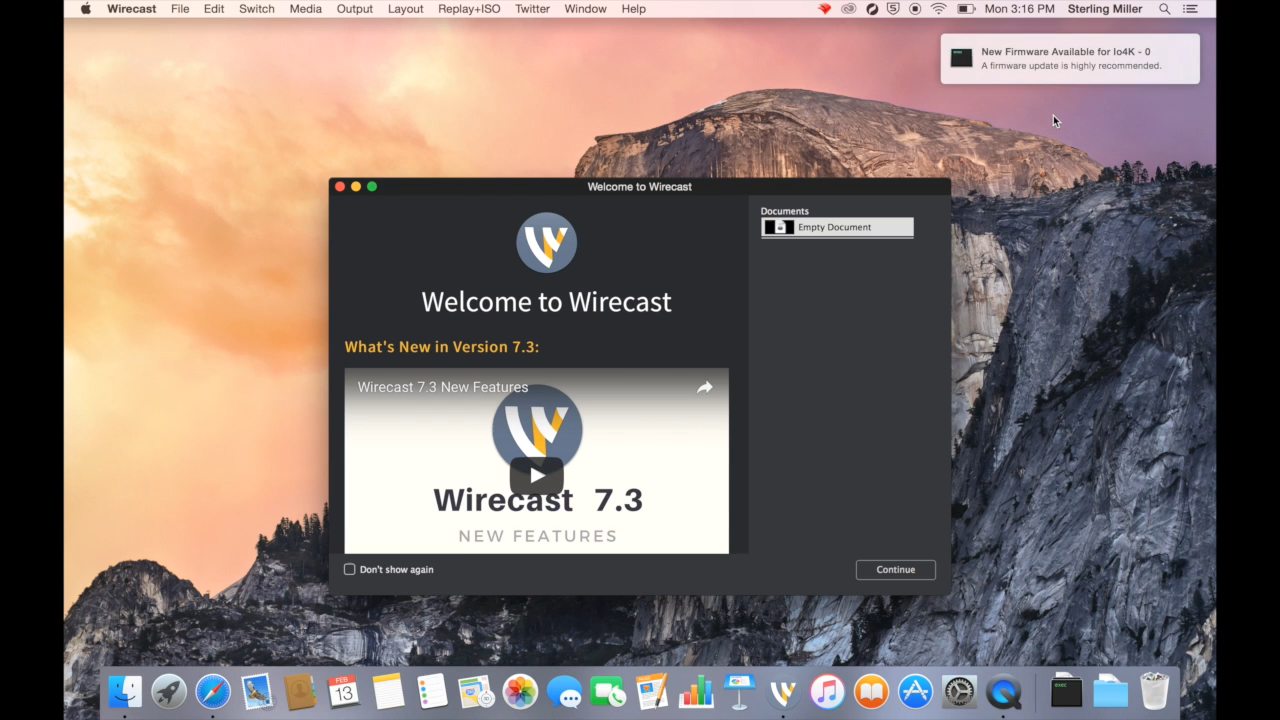 Wirecast File Edit Switch Media Output Layout Replay+ISO Twitter Window Help
5 Mon 3:16 PM Sterling Miller
New Firmware Available for Io4K - 0
A firmware update is highly recommended.
Welcome to Wirecast
Documents
Empty Document
Welcome to Wirecast
What's New in Version 7.3:
Wirecast 7.3 New Features
Wirecast 7.3
NEW FEATURES
Don't show again
Continue
FEB
13
exec